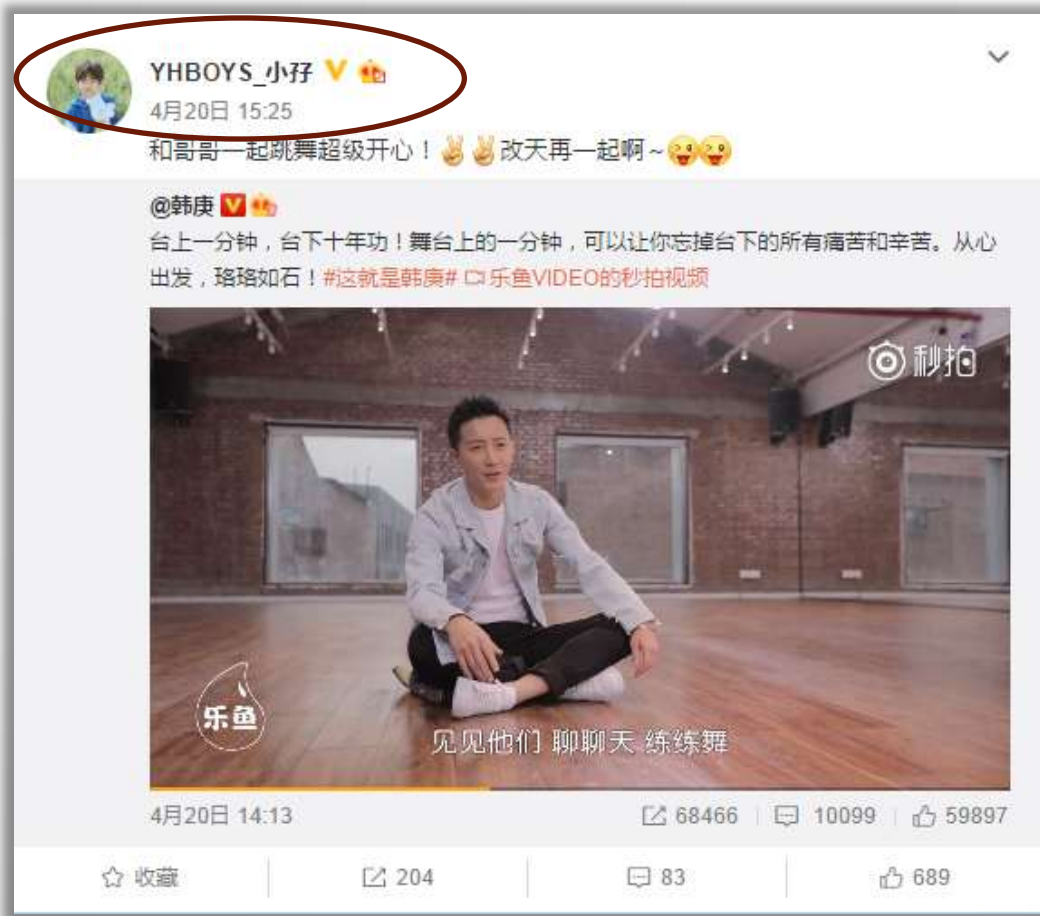 YHBOYS_小孖
4月20日 15:25
和哥哥一起跳舞超级开心！✌✌改天再一起啊~😜😜
@韩庚
台上一分钟，台下十年功！舞台上的一分钟，可以让你忘掉台下的所有痛苦和辛苦。从心
出发，珞珞如石！#这就是韩庚# 乐鱼VIDEO的秒拍视频
秒拍
乐鱼
见见他们 聊聊天 练练舞
4月20日 14:13 68466 10099 59897
收藏 204 83 689